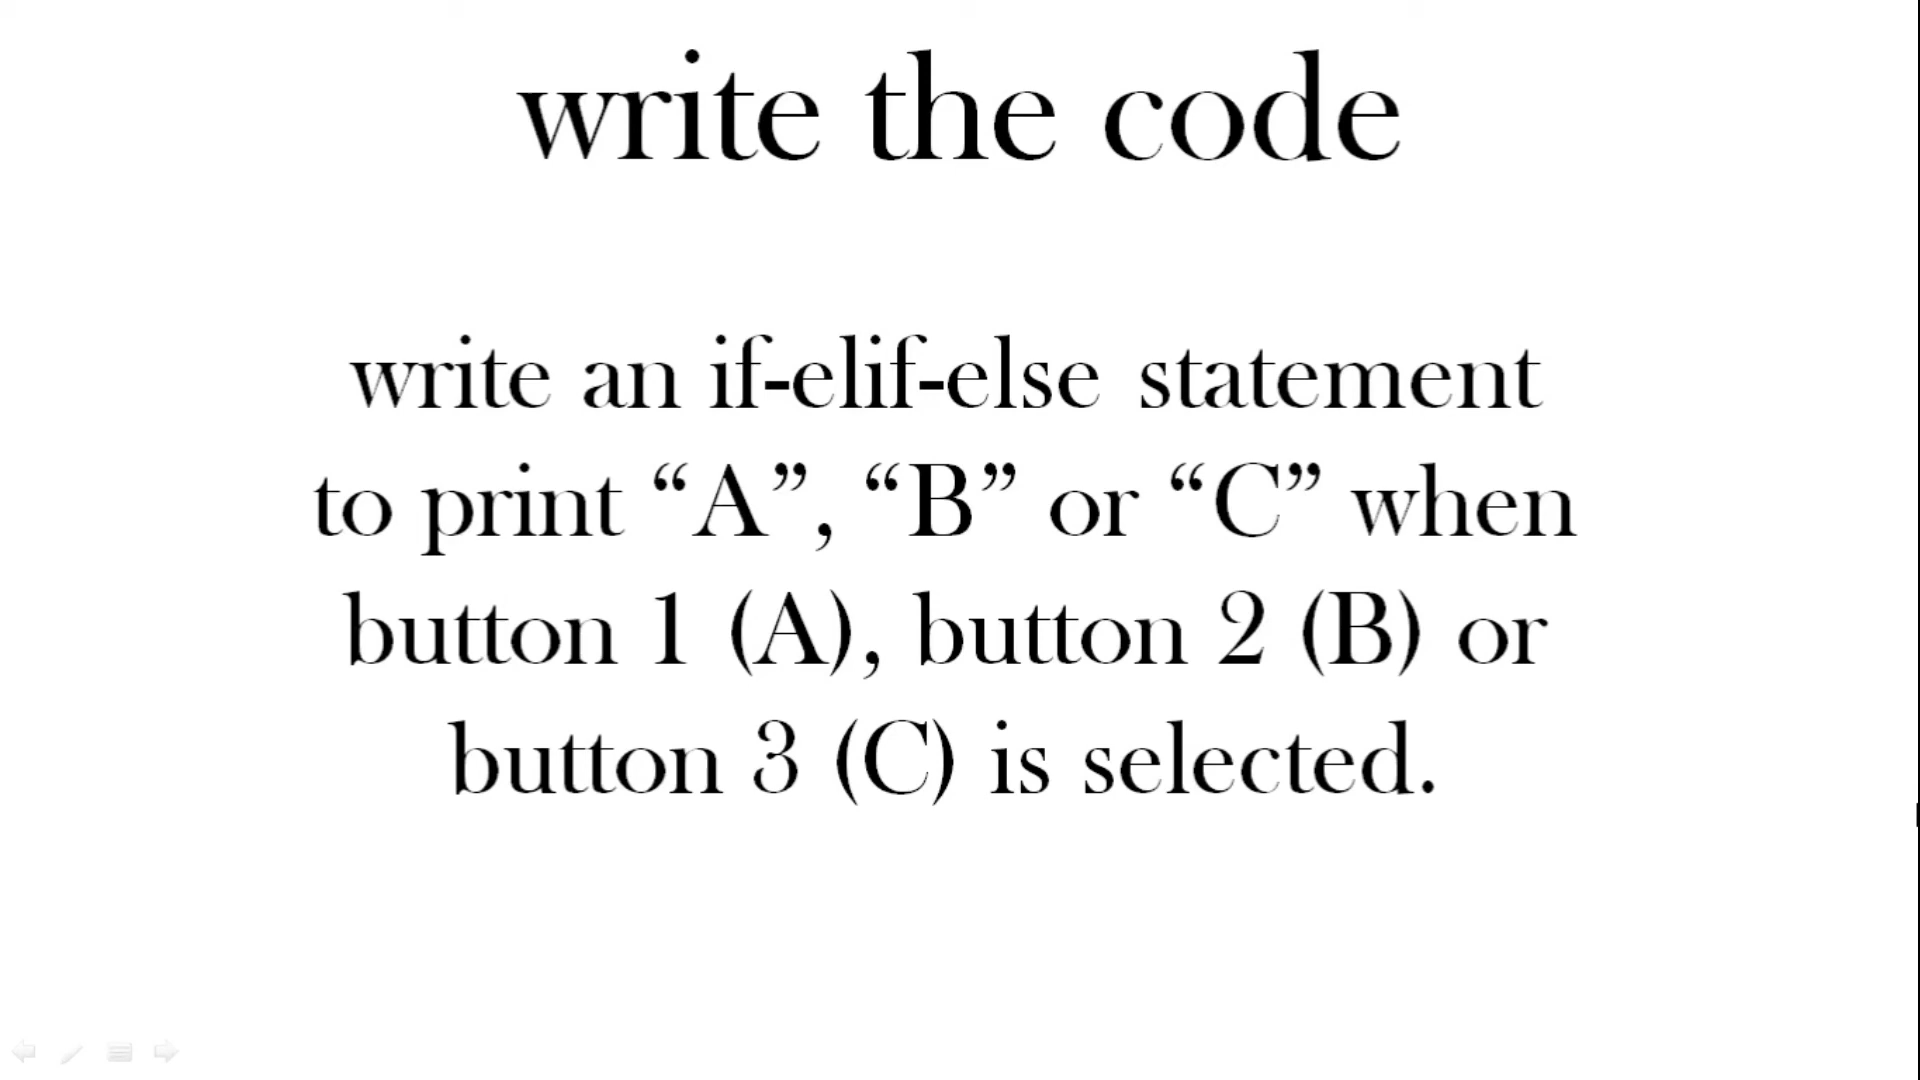 write the code
write an if-elif-else statement
to print “A”, “B” or “C” when
button 1 (A), button 2 (B) or
button 3 (C) is selected.